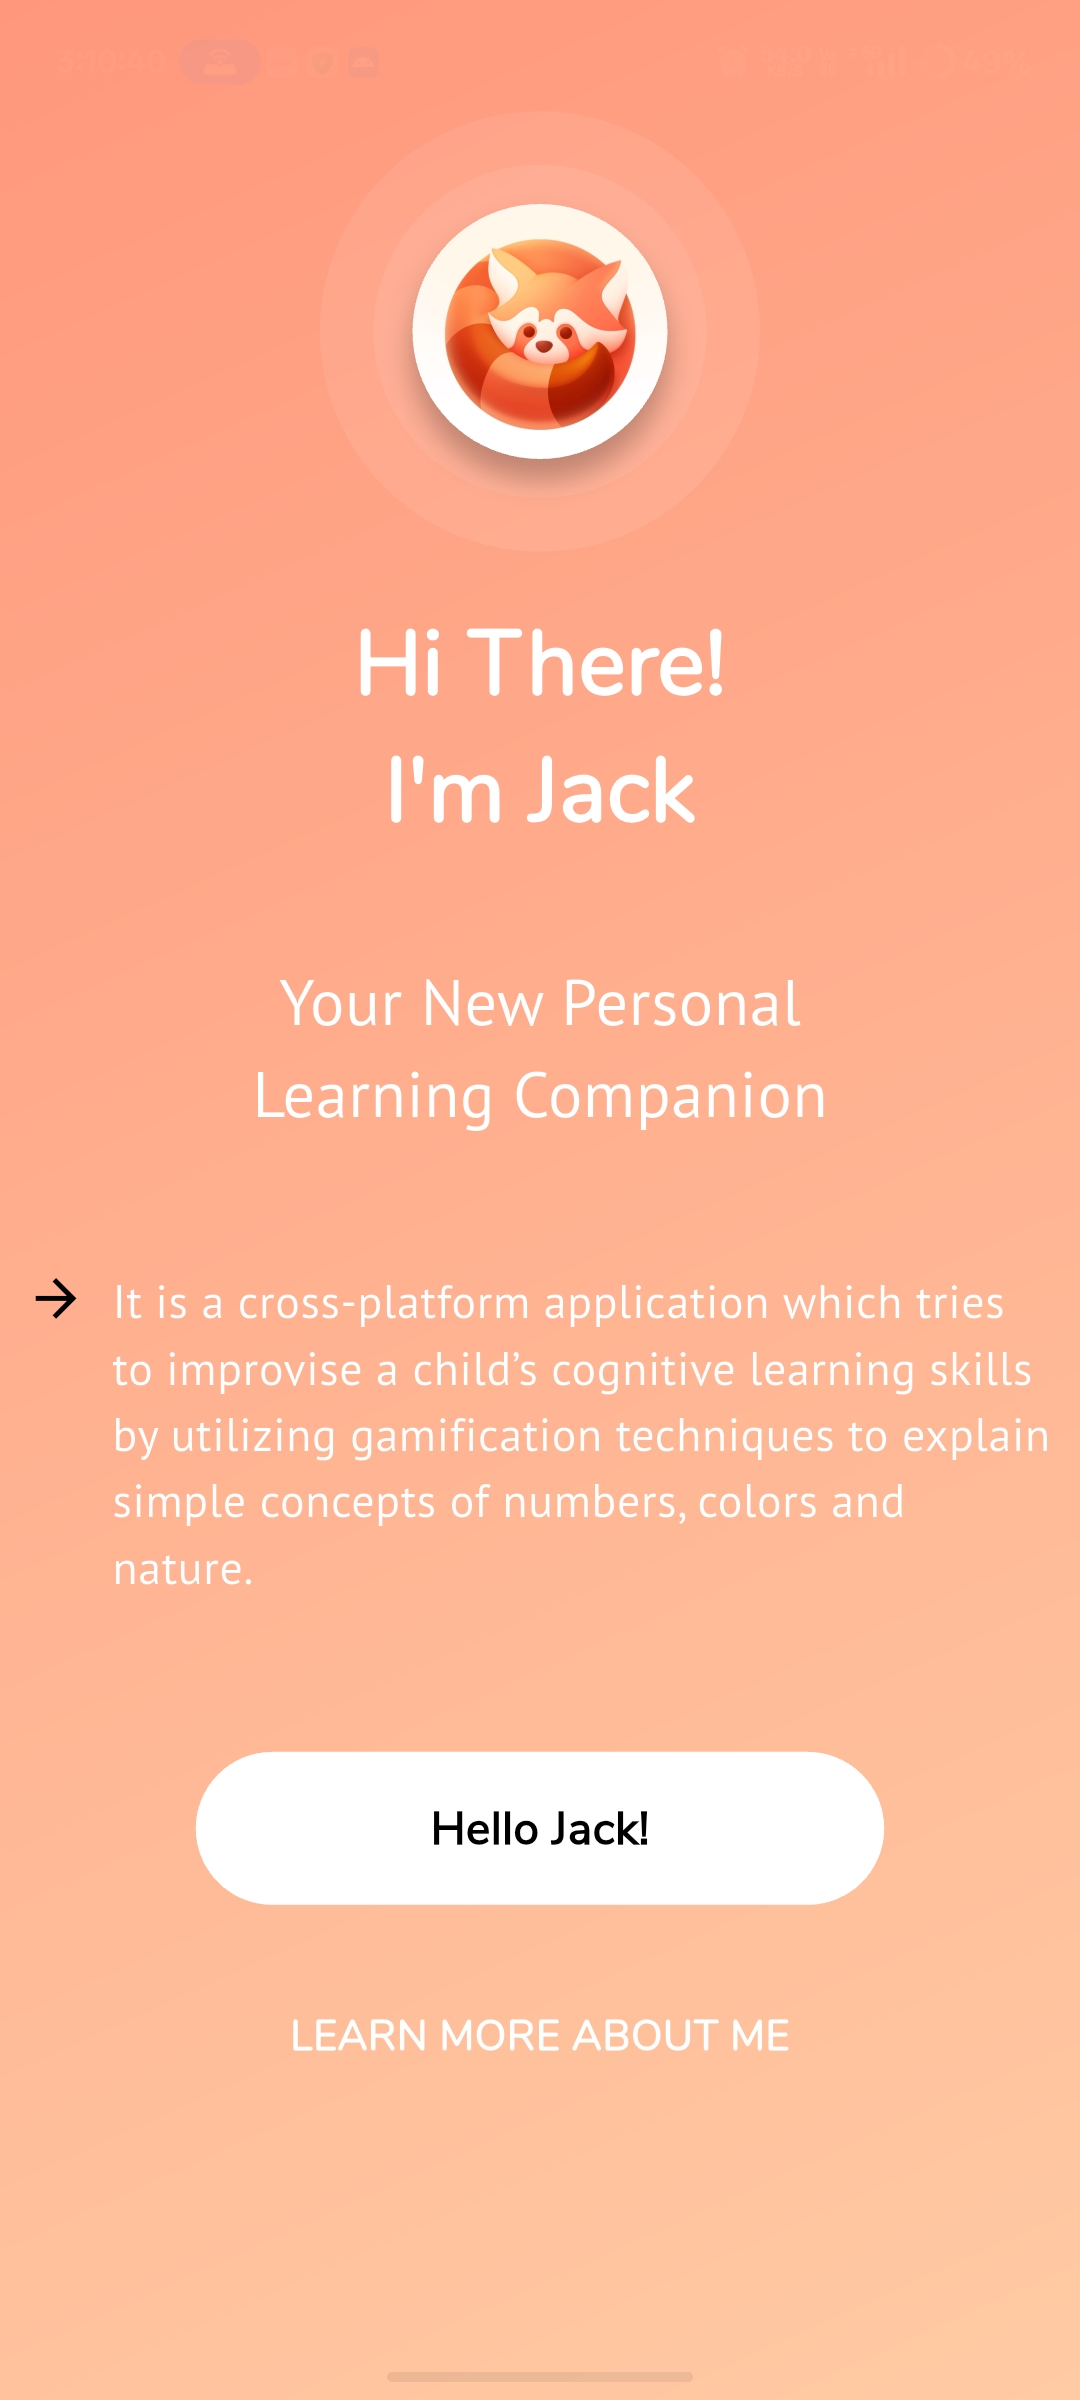 Hi There!
I'm Jack
Your New Personal
Learning Companion
It is a cross-platform application which tries
to improvise a child’s cognitive learning skills
by utilizing gamification techniques to explain
simple concepts of numbers, colors and
nature.
Hello Jack!
LEARN MORE ABOUT ME